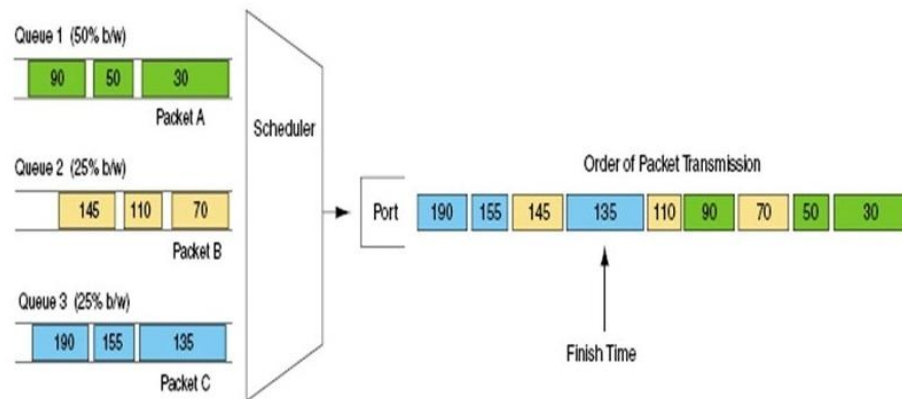 Queue 1 (50% b/w)
90 50 30
Packet A
Queue 2 (25% b/w)
145 110 70
Packet B
Queue 3 (25% b/w)
190 155 135
Packet C
Scheduler
Port
Order of Packet Transmission
190 155 145 135 110 90 70 50 30
Finish Time